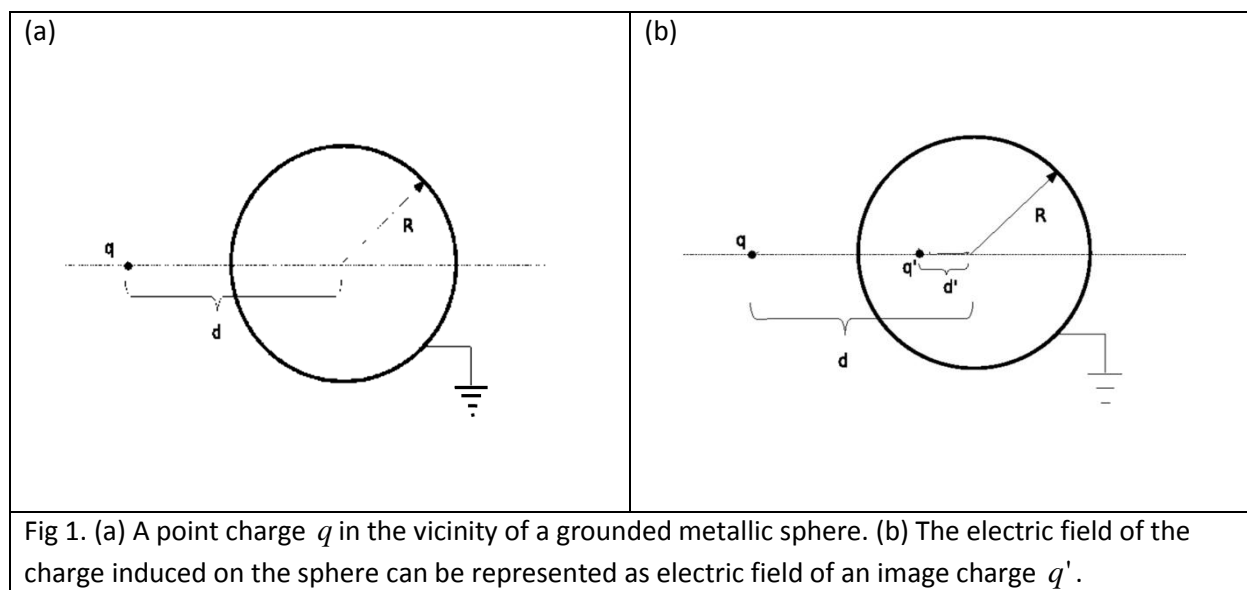 (a)
q
R
d
(b)
q
q'
R
d'
d
Fig 1. (a) A point charge q in the vicinity of a grounded metallic sphere. (b) The electric field of the
charge induced on the sphere can be represented as electric field of an image charge q'.